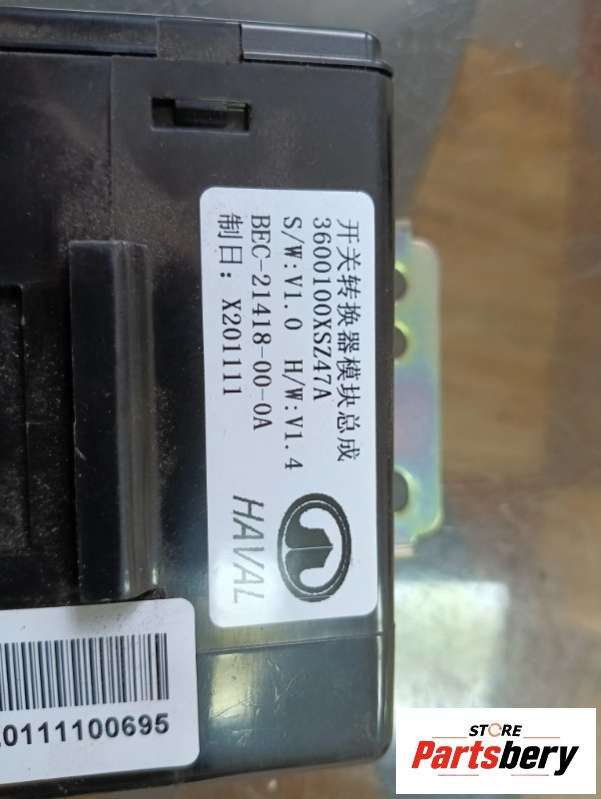 开关转换器模块总成
3600100XSZ47A
S/W:V1.0 H/W:V1.4
BEC-21418-00-0A
制日: X201111
HAVAL
0111100695
STORE
Partsbery